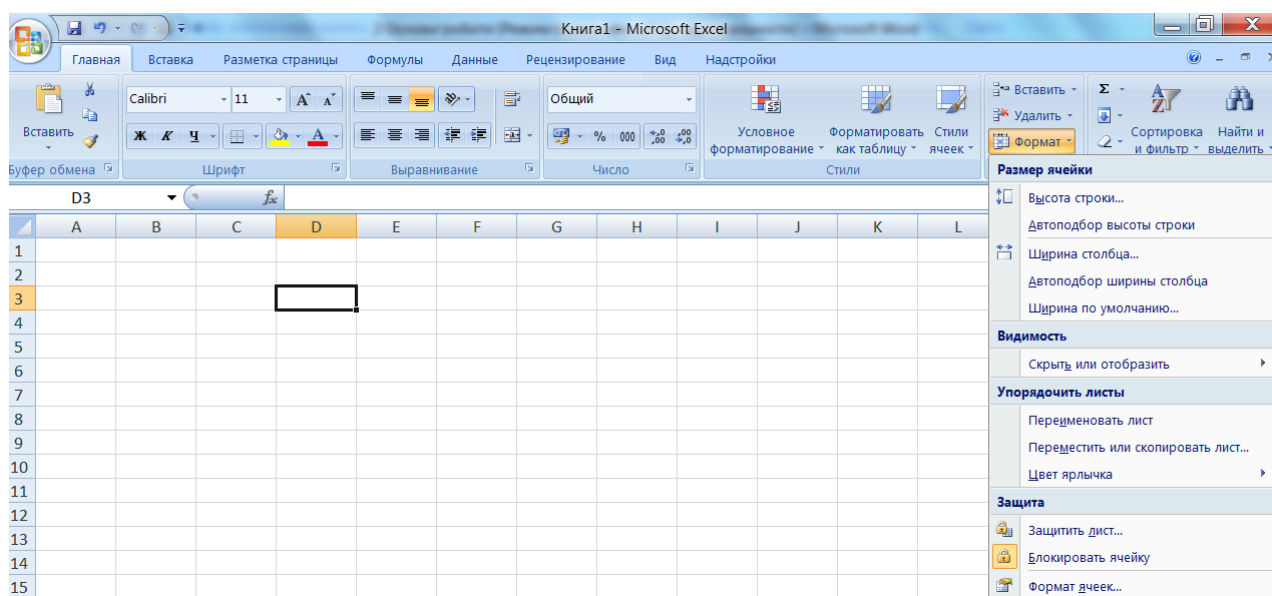 Книга1 - Microsoft Excel
Главная Вставка Разметка страницы Формулы Данные Рецензирование Вид Надстройки
Вставить
Calibri 11
Ж К Ч
Общий
% 000
Условное форматирование
Форматировать как таблицу
Стили ячеек
Вставить
Удалить
Формат
Σ
Сортировка и фильтр
Найти и выделить
Буфер обмена Шрифт Выравнивание Число Стили
D3 fx
A B C D E F G H I J K L
1
2
3
4
5
6
7
8
9
10
11
12
13
14
15
Размер ячейки
Высота строки...
Автоподбор высоты строки
Ширина столбца...
Автоподбор ширины столбца
Ширина по умолчанию...
Видимость
Скрыть или отобразить
Упорядочить листы
Переименовать лист
Переместить или скопировать лист...
Цвет ярлычка
Защита
Защитить лист...
Блокировать ячейку
Формат ячеек...